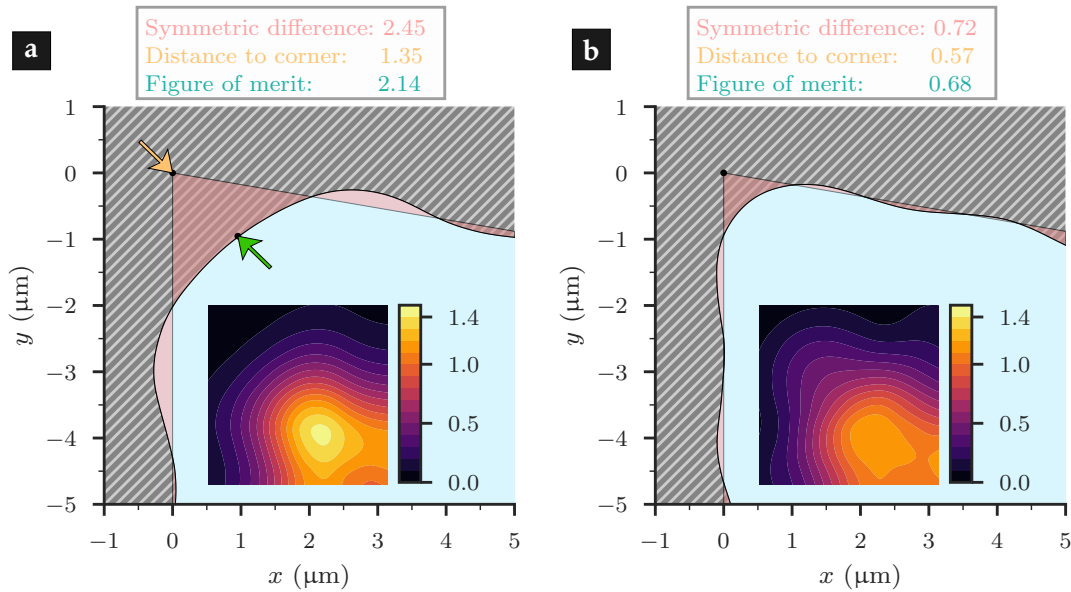 a
Symmetric difference: 2.45
Distance to corner: 1.35
Figure of merit: 2.14
1
0
−1
−2
−3
−4
−5
y (μm)
1.4
1.0
0.5
0.0
−1 0 1 2 3 4 5
x (μm)
b
Symmetric difference: 0.72
Distance to corner: 0.57
Figure of merit: 0.68
1
0
−1
−2
−3
−4
−5
y (μm)
1.4
1.0
0.5
0.0
−1 0 1 2 3 4 5
x (μm)